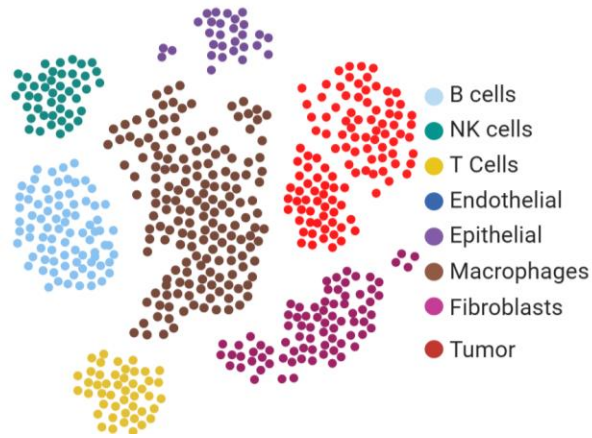 B cells
NK cells
T Cells
Endothelial
Epithelial
Macrophages
Fibroblasts
Tumor